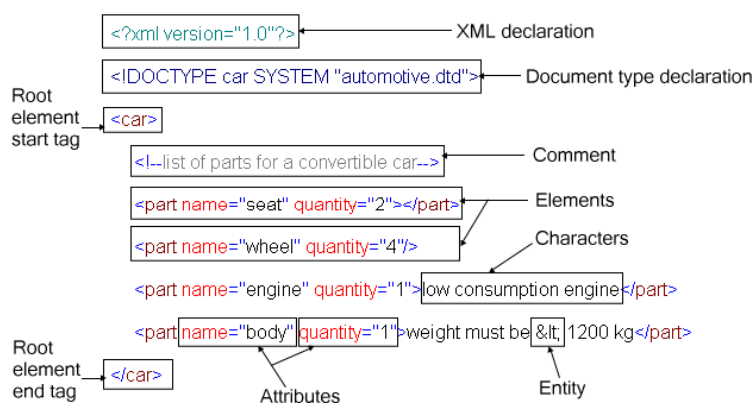 <?xml version="1.0"?>
XML declaration
<!DOCTYPE car SYSTEM "automotive.dtd">
Document type declaration
Root
element
start tag
<car>
<!--list of parts for a convertible car-->
Comment
<part name="seat" quantity="2"></part>
Elements
<part name="wheel" quantity="4"/>
Characters
<part name="engine" quantity="1">low consumption engine</part>
<part name="body" quantity="1">weight must be &lt; 1200 kg</part>
Root
element
end tag
</car>
Attributes
Entity